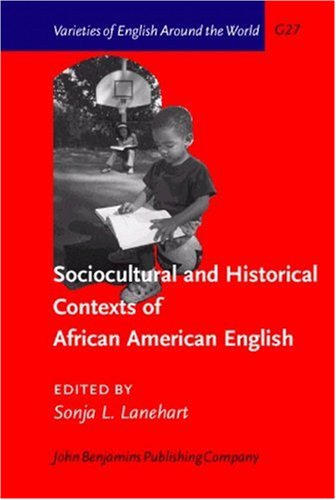 Varieties of English Around the World G27
Sociocultural and Historical
Contexts of
African American English
EDITED BY
Sonja L. Lanehart
John Benjamins Publishing Company